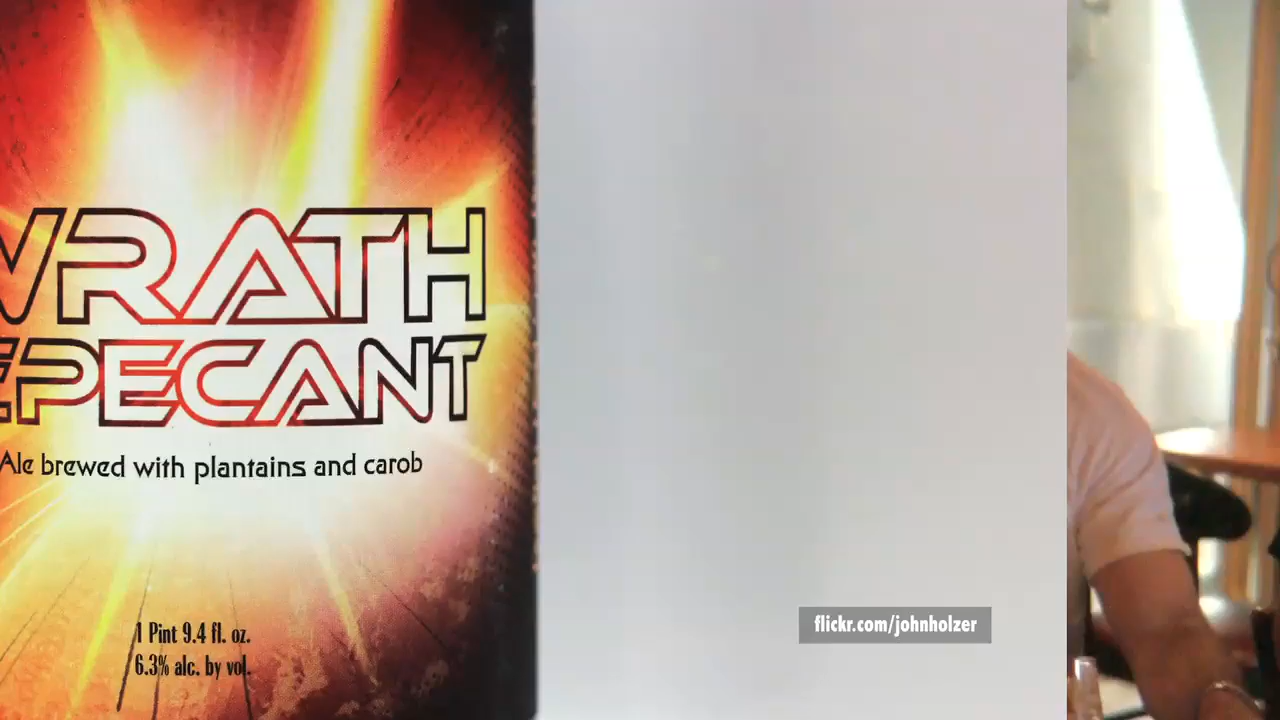 WRATH
EPECANT
Ale brewed with plantains and carob
1 Pint 9.4 fl. oz.
6.3% alc. by vol.
flickr.com/johnholzer